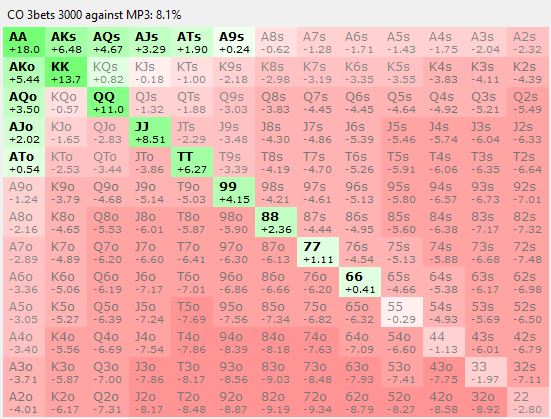 CO 3bets 3000 against MP3: 8.1%
AA AKs AQs AJs ATs A9s A8s A7s A6s A5s A4s A3s A2s
+18.0 +6.48 +4.67 +3.29 +1.90 +0.24 -0.62 -1.28 -1.71 -1.43 -1.75 -2.04 -2.32
AKo KK KQs KJs KTs K9s K8s K7s K6s K5s K4s K3s K2s
+5.44 +13.7 +0.82 -0.18 -1.00 -2.18 -2.98 -3.19 -3.35 -3.55 -3.83 -4.11 -4.39
AQo KQo QQ QJs QTs Q9s Q8s Q7s Q6s Q5s Q4s Q3s Q2s
+3.50 -0.57 +11.0 -1.32 -1.88 -3.03 -3.93 -4.45 -4.45 -4.64 -4.92 -5.21 -5.49
AJo KJo QJo JJ JTs J9s J8s J7s J6s J5s J4s J3s J2s
+2.02 -1.65 -2.83 +8.51 -2.29 -3.48 -4.30 -4.86 -5.39 -5.46 -5.74 -6.04 -6.33
ATo KTo QTo JTo TT T9s T8s T7s T6s T5s T4s T3s T2s
+0.54 -2.53 -3.44 -3.86 +6.27 -3.39 -4.19 -4.70 -5.26 -5.91 -6.06 -6.35 -6.64
A9o K9o Q9o J9o T9o 99 98s 97s 96s 95s 94s 93s 92s
-1.24 -3.79 -4.68 -5.14 -5.03 +4.15 -4.21 -4.61 -5.13 -5.80 -6.57 -6.73 -7.01
A8o K8o Q8o J8o T8o 98o 88 87s 86s 85s 84s 83s 82s
-2.16 -4.65 -5.53 -6.01 -5.87 -5.90 +2.36 -4.44 -4.95 -5.60 -6.38 -7.17 -7.32
A7o K7o Q7o J7o T7o 97o 87o 77 76s 75s 74s 73s 72s
-2.89 -4.89 -6.20 -6.60 -6.41 -6.30 -6.13 +1.11 -4.54 -5.13 -5.88 -6.68 -7.48
A6o K6o Q6o J6o T6o 96o 86o 76o 66 65s 64s 63s 62s
-3.36 -5.06 -6.19 -7.17 -7.01 -6.86 -6.66 -6.20 +0.41 -4.66 -5.38 -6.17 -6.98
A5o K5o Q5o J5o T5o 95o 85o 75o 65o 55 54s 53s 52s
-3.05 -5.27 -6.39 -7.24 -7.69 -7.56 -7.35 -6.82 -6.32 -0.29 -4.93 -5.69 -6.50
A4o K4o Q4o J4o T4o 94o 84o 74o 64o 54o 44 43s 42s
-3.40 -5.56 -6.69 -7.54 -7.86 -8.39 -8.18 -7.63 -7.09 -6.60 -1.13 -6.01 -6.79
A3o K3o Q3o J3o T3o 93o 83o 73o 63o 53o 43o 33 32s
-3.71 -5.87 -7.00 -7.86 -8.17 -8.56 -9.03 -8.48 -7.93 -7.41 -7.75 -1.97 -7.11
A2o K2o Q2o J2o T2o 92o 82o 72o 62o 52o 42o 32o 22
-4.01 -6.17 -7.31 -8.17 -8.48 -8.87 -9.19 -9.34 -8.79 -8.27 -8.58 -8.92 -2.80